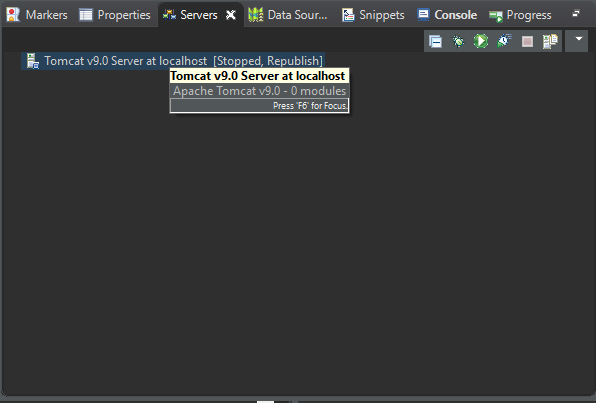 Markers Properties Servers Data Sour... Snippets Console Progress
Tomcat v9.0 Server at localhost [Stopped, Republish]
Tomcat v9.0 Server at localhost
Apache Tomcat v9.0 - 0 modules
Press 'F6' for Focus.